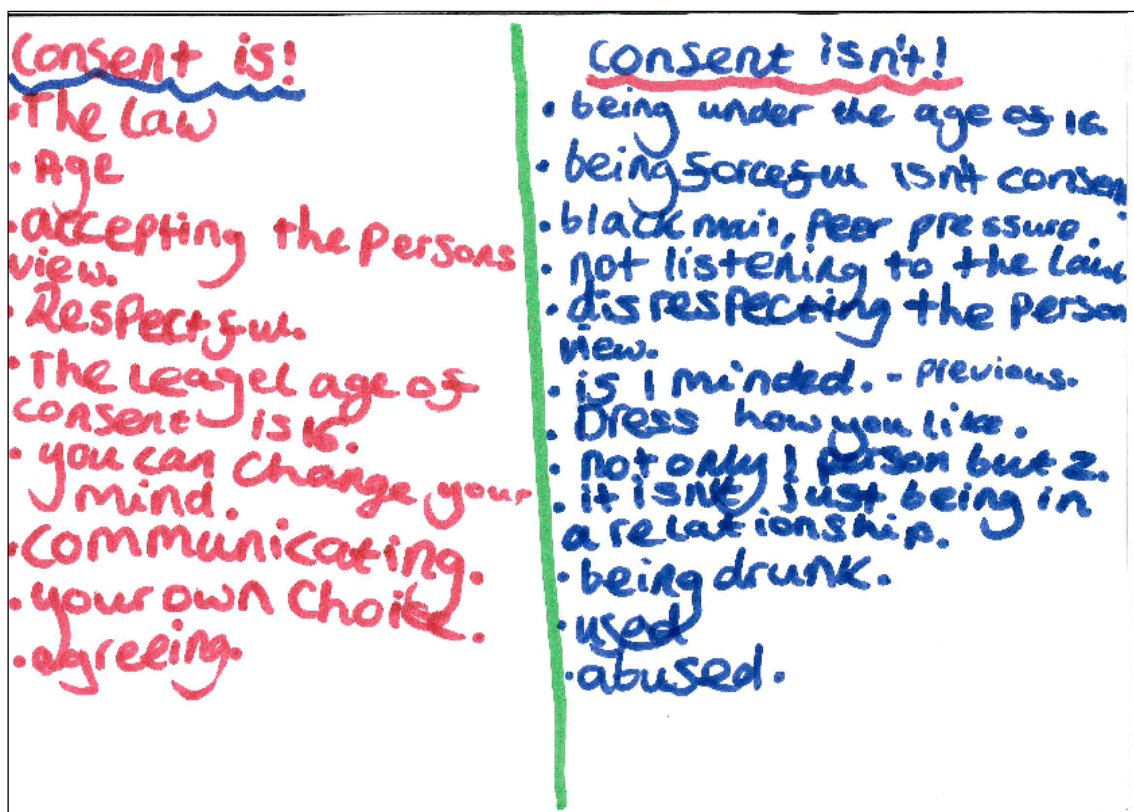 Consent is!
• The Law
• Age
• accepting the persons
view.
• Respectful.
• The Leagel age of
consent is 16.
• you can change your
mind.
• communicating.
• your own choice.
• agreeing.
consent isn't!
• being under the age of 16
• being forceful isn't consen
• blackmail, Peer pressure.
• not listening to the law
• disrespecting the person
view.
• is 1 minded. - previous.
• Dress how you like.
• not only 1 person but 2.
• it isn't just being in
a relationship.
• being drunk.
• used
• abused.